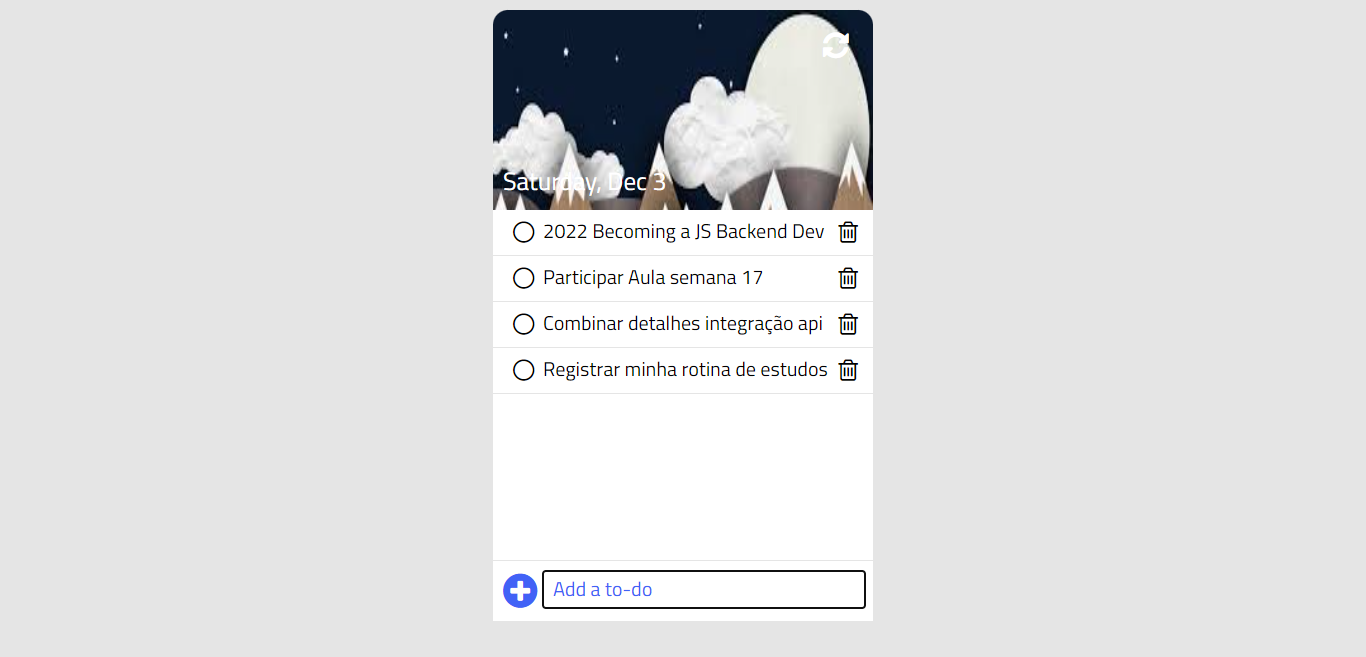 Saturday, Dec 3
2022 Becoming a JS Backend Dev
Participar Aula semana 17
Combinar detalhes integração api
Registrar minha rotina de estudos
Add a to-do